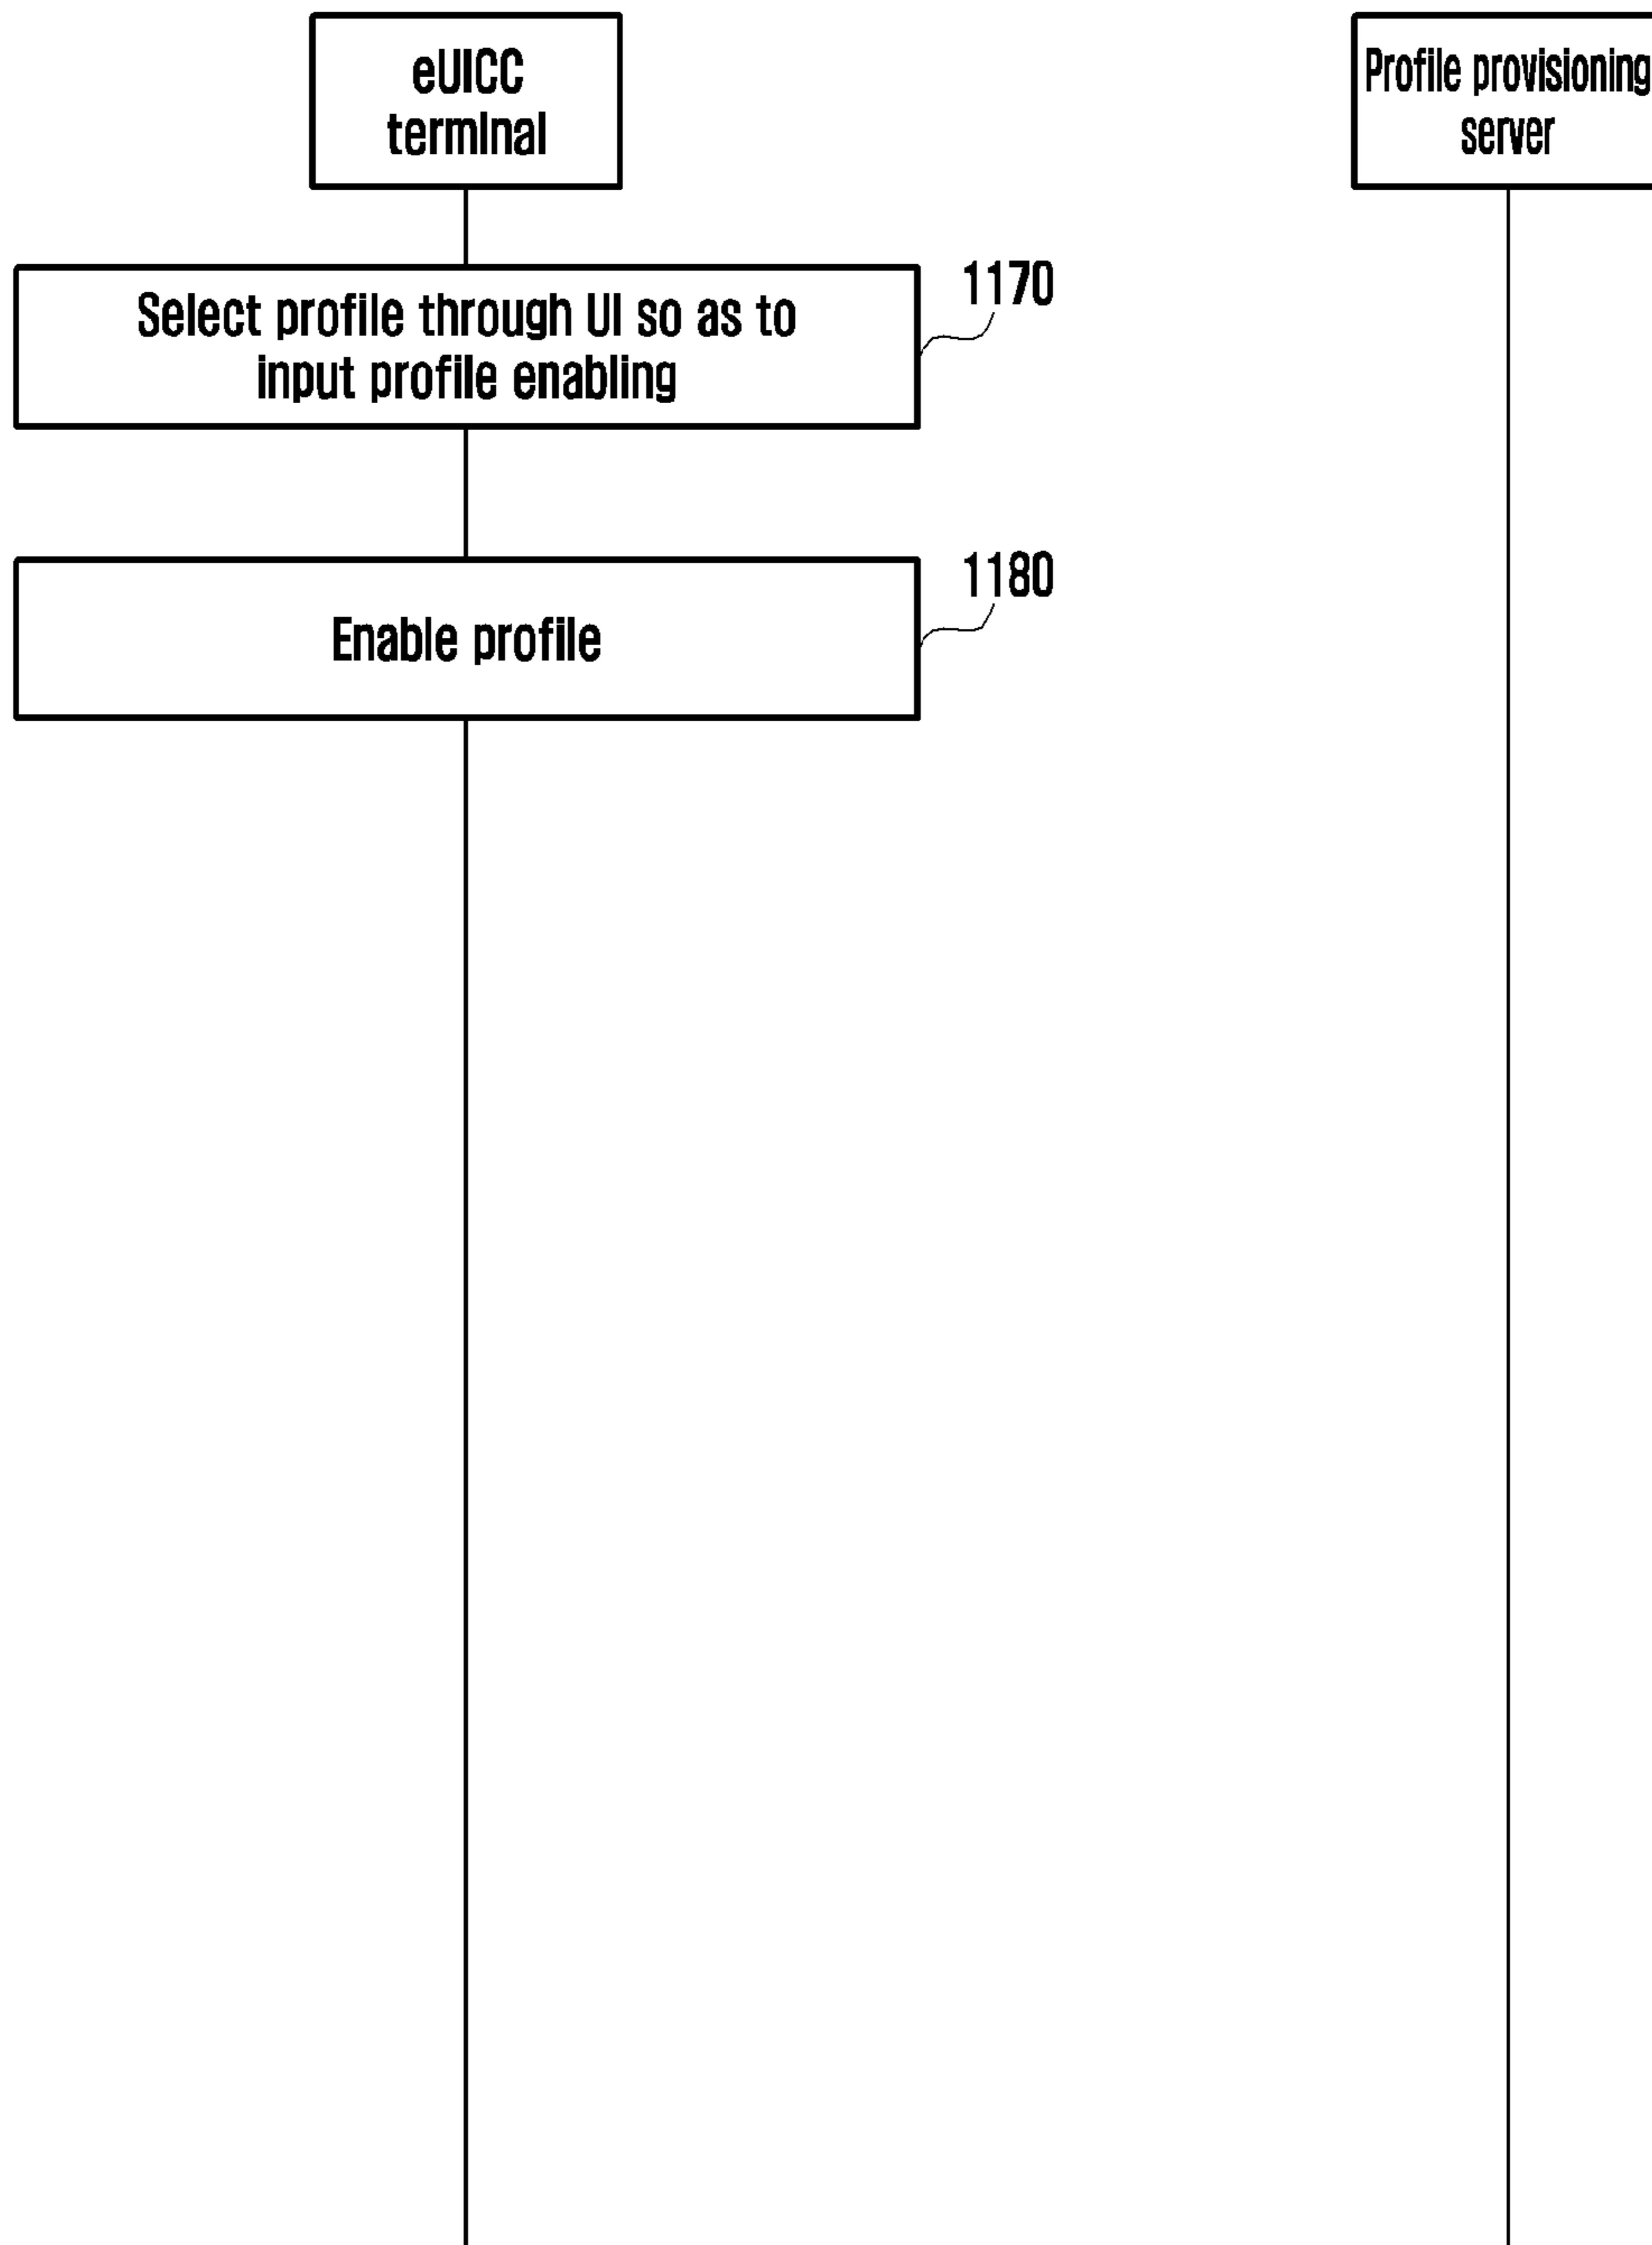 eUICC
termInal
Profile provisioning
server
1170
Select profile through UI so as to
input profile enabling
1180
Enable profile